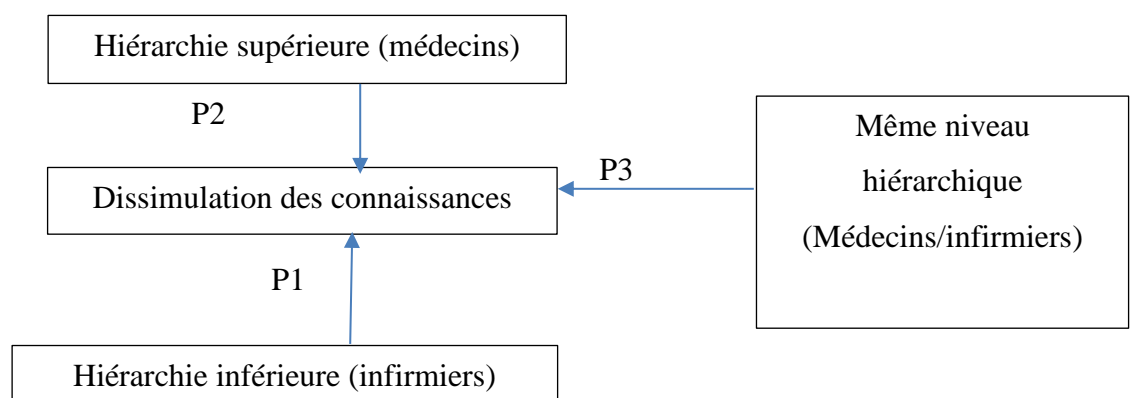 Hiérarchie supérieure (médecins)
P2
Dissimulation des connaissances
P3
Même niveau
hiérarchique
(Médecins/infirmiers)
P1
Hiérarchie inférieure (infirmiers)